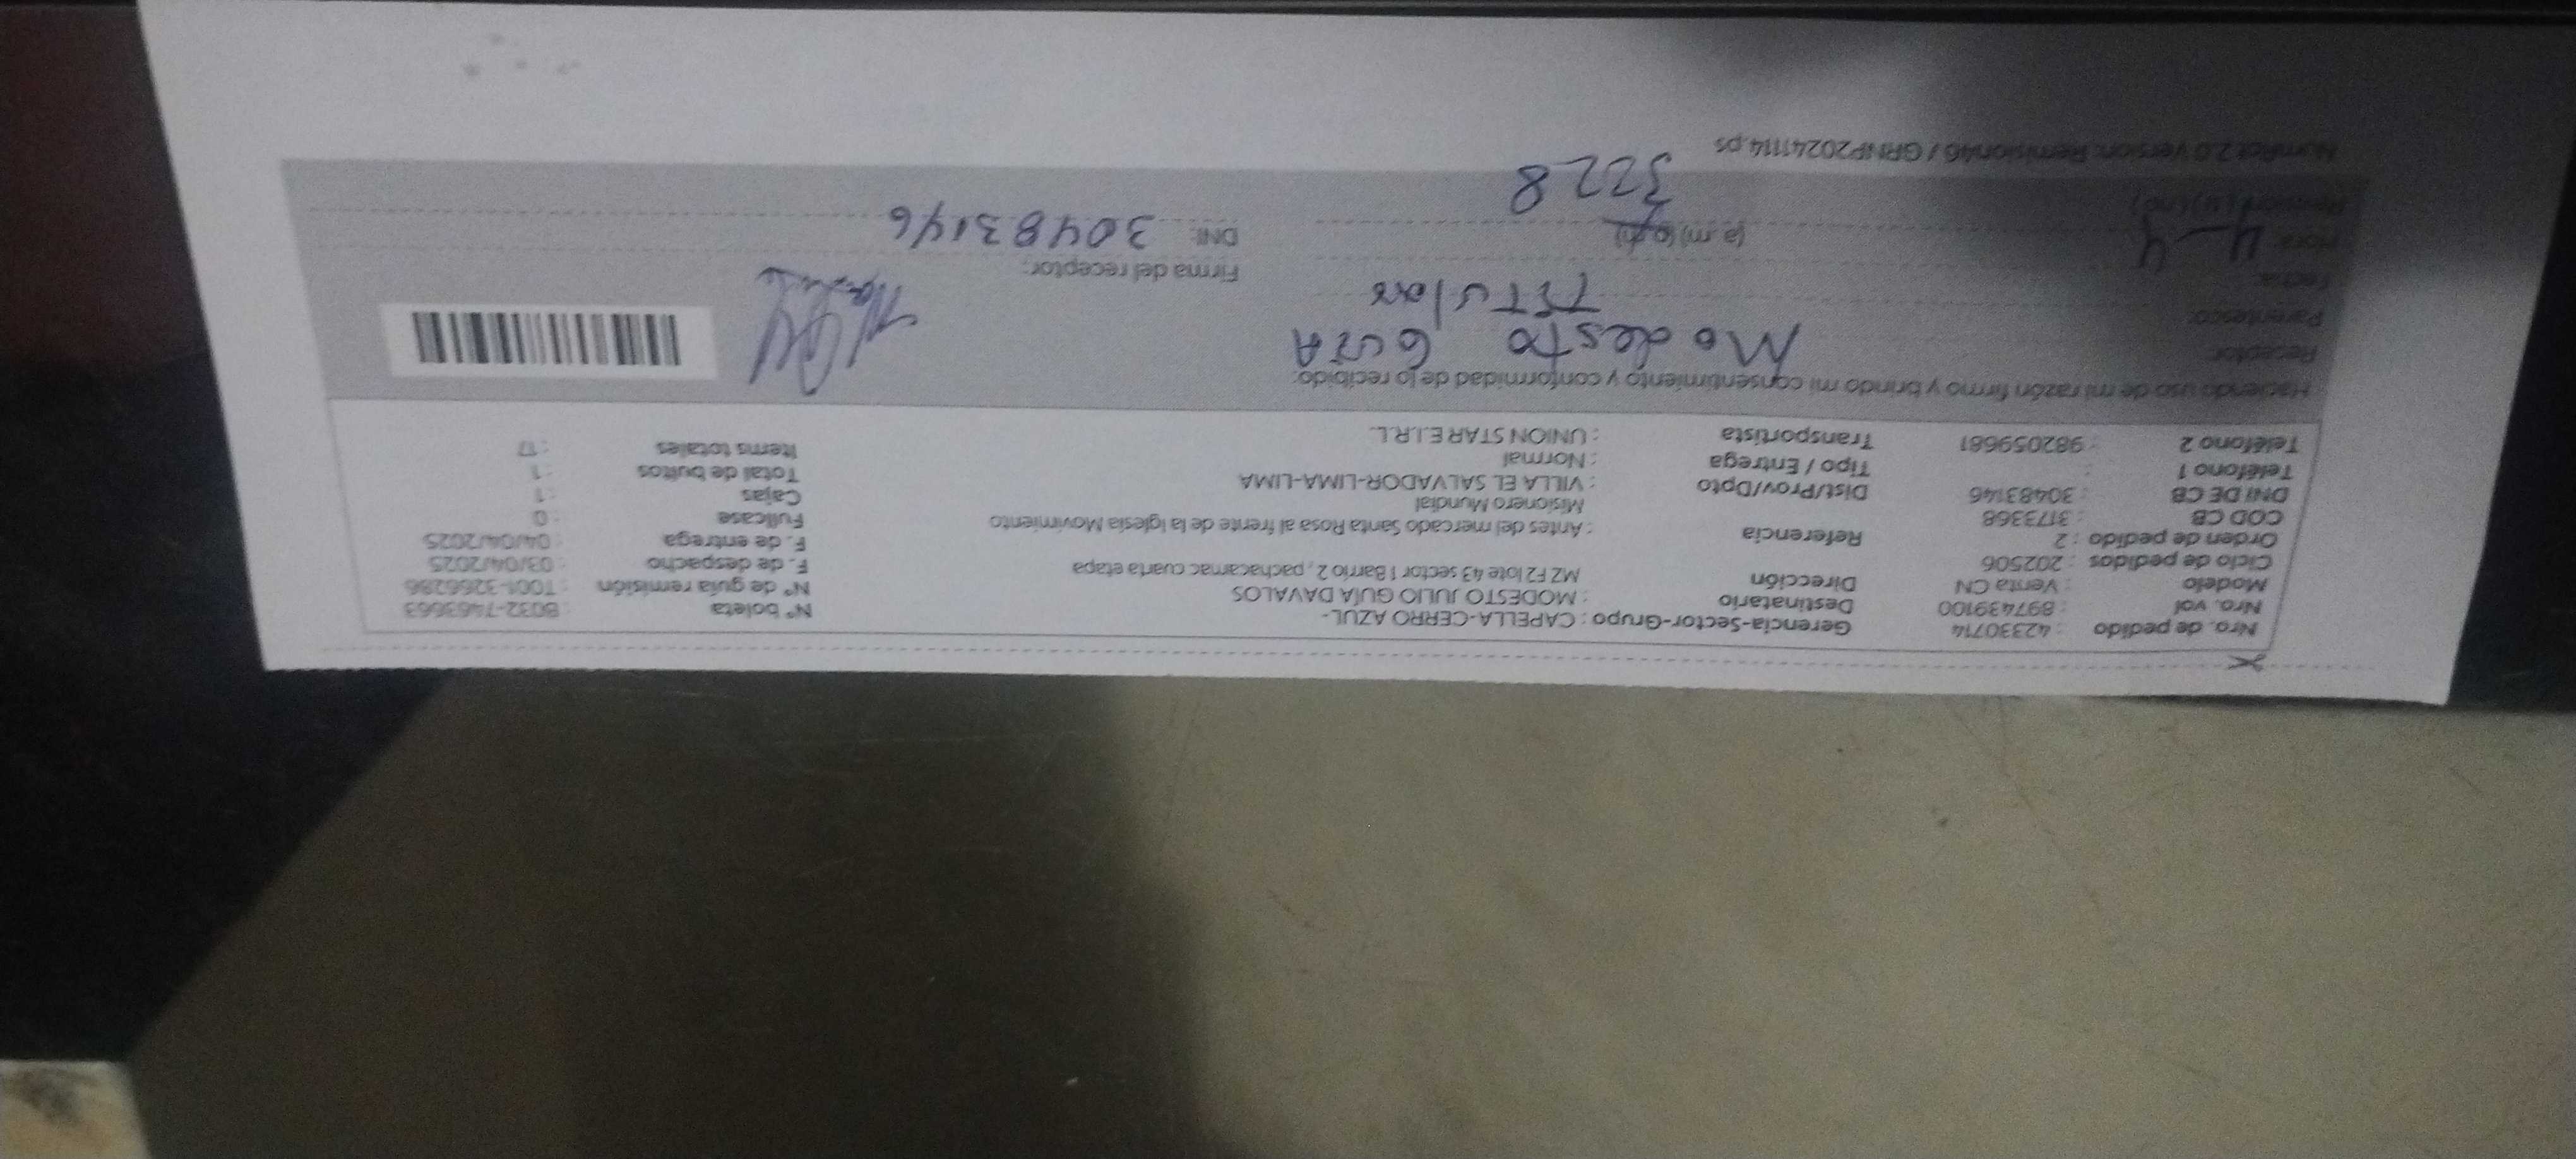 Nro. de pedido : 42330714 Gerencia-Sector-Grupo : CAPELLA-CERRO AZUL- N° boleta : B032-7463663
Nro. vol : 897439100 Destinatario : MODESTO JULIO GUÍA DAVALOS N° de guía remisión : T001-3266286
Modelo : Venta CN Dirección MZ F2 lote 43 sector 1 Barrio 2 , pachacamac cuarta etapa F. de despacho : 03/04/2025
Ciclo de pedidos : 202506 F. de entrega : 04/04/2025
Orden de pedido : 2 Referencia : Antes del mercado Santa Rosa al frente de la Iglesia Movimiento Fullcase : 0
COD CB : 3173368 Misionero Mundial Cajas : 1
DNI DE CB : 30483146 Dist/Prov/Dpto : VILLA EL SALVADOR-LIMA-LIMA Total de bultos : 1
Teléfono 1 : Tipo / Entrega : Normal Items totales : 17
Teléfono 2 : 982059681 Transportista : UNION STAR E.I.R.L.
Haciendo uso de mi razón firmo y brindo mi consentimiento y conformidad de lo recibido:
Receptor: Modesto GUIA
Parentesco: TiTular
Fecha: 4-4 Firma del receptor:
Hora: (a.m) (p.m) DNI: 30483146
3228
Version: Remision46 / GRNP20241114.ps